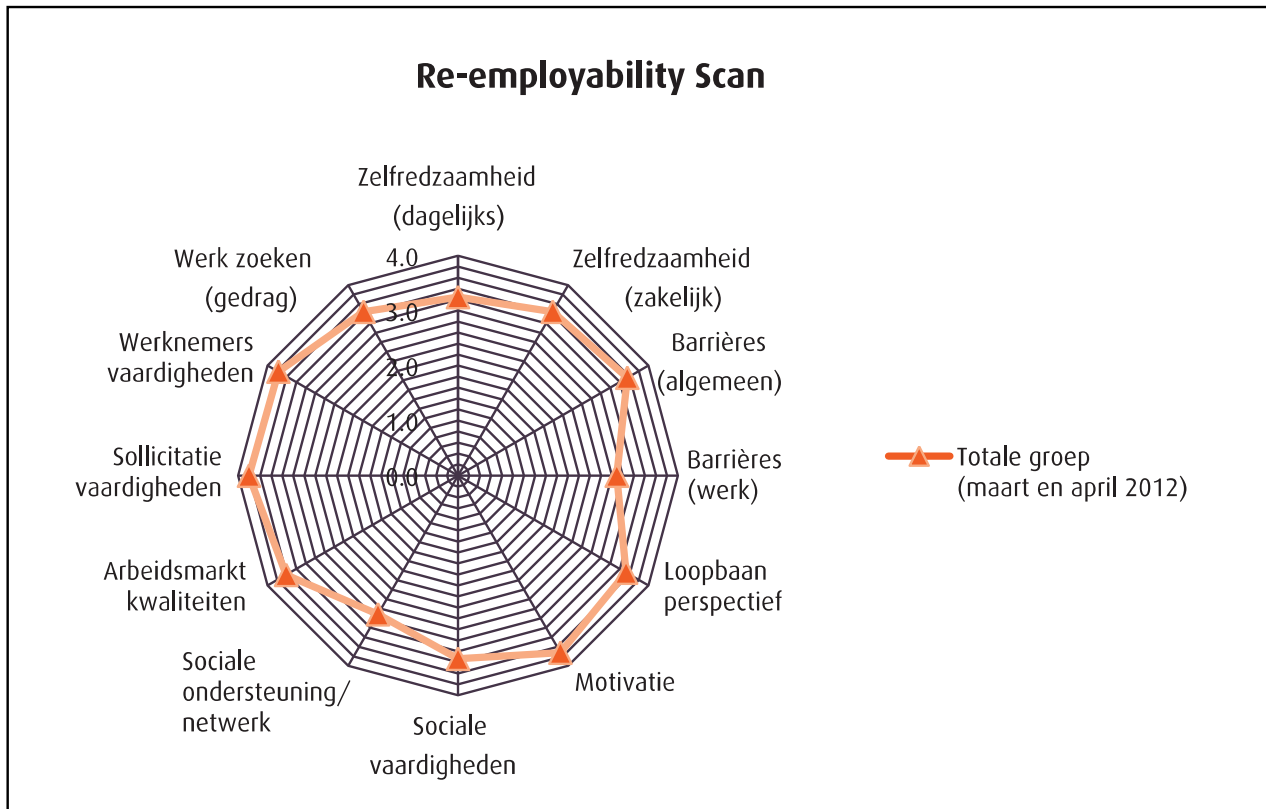 Re-employability Scan
Zelfredzaamheid
(dagelijks)
Zelfredzaamheid
(zakelijk)
Barrières
(algemeen)
Barrières
(werk)
Loopbaan
perspectief
Motivatie
Sociale
vaardigheden
Sociale
ondersteuning/
netwerk
Arbeidsmarkt
kwaliteiten
Sollicitatie
vaardigheden
Werknemers
vaardigheden
Werk zoeken
(gedrag)
4.0
3.0
2.0
1.0
0.0
Totale groep
(maart en april 2012)